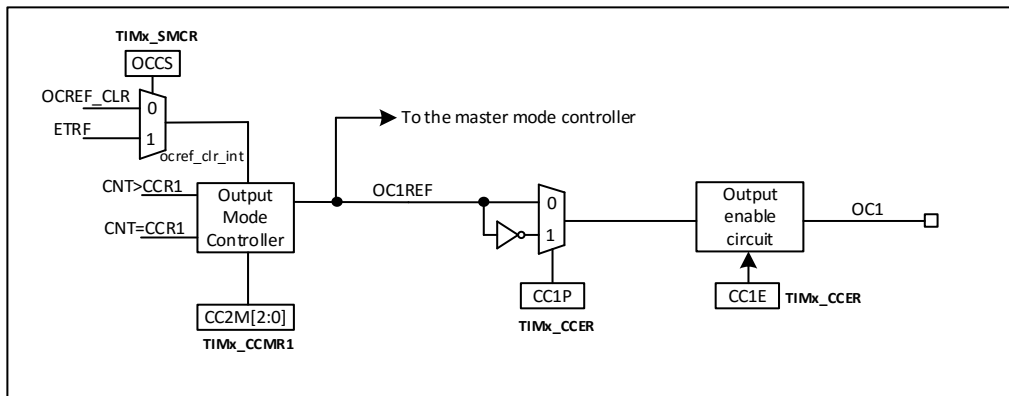 TIMx_SMCR
OCCS
OCREF_CLR
0
ETRF
1
ocref_clr_int
To the master mode controller
CNT>CCR1
CNT=CCR1
Output
Mode
Controller
OC1REF
0
1
Output
enable
circuit
OC1
CC2M[2:0]
TIMx_CCMR1
CC1P
TIMx_CCER
CC1E
TIMx_CCER